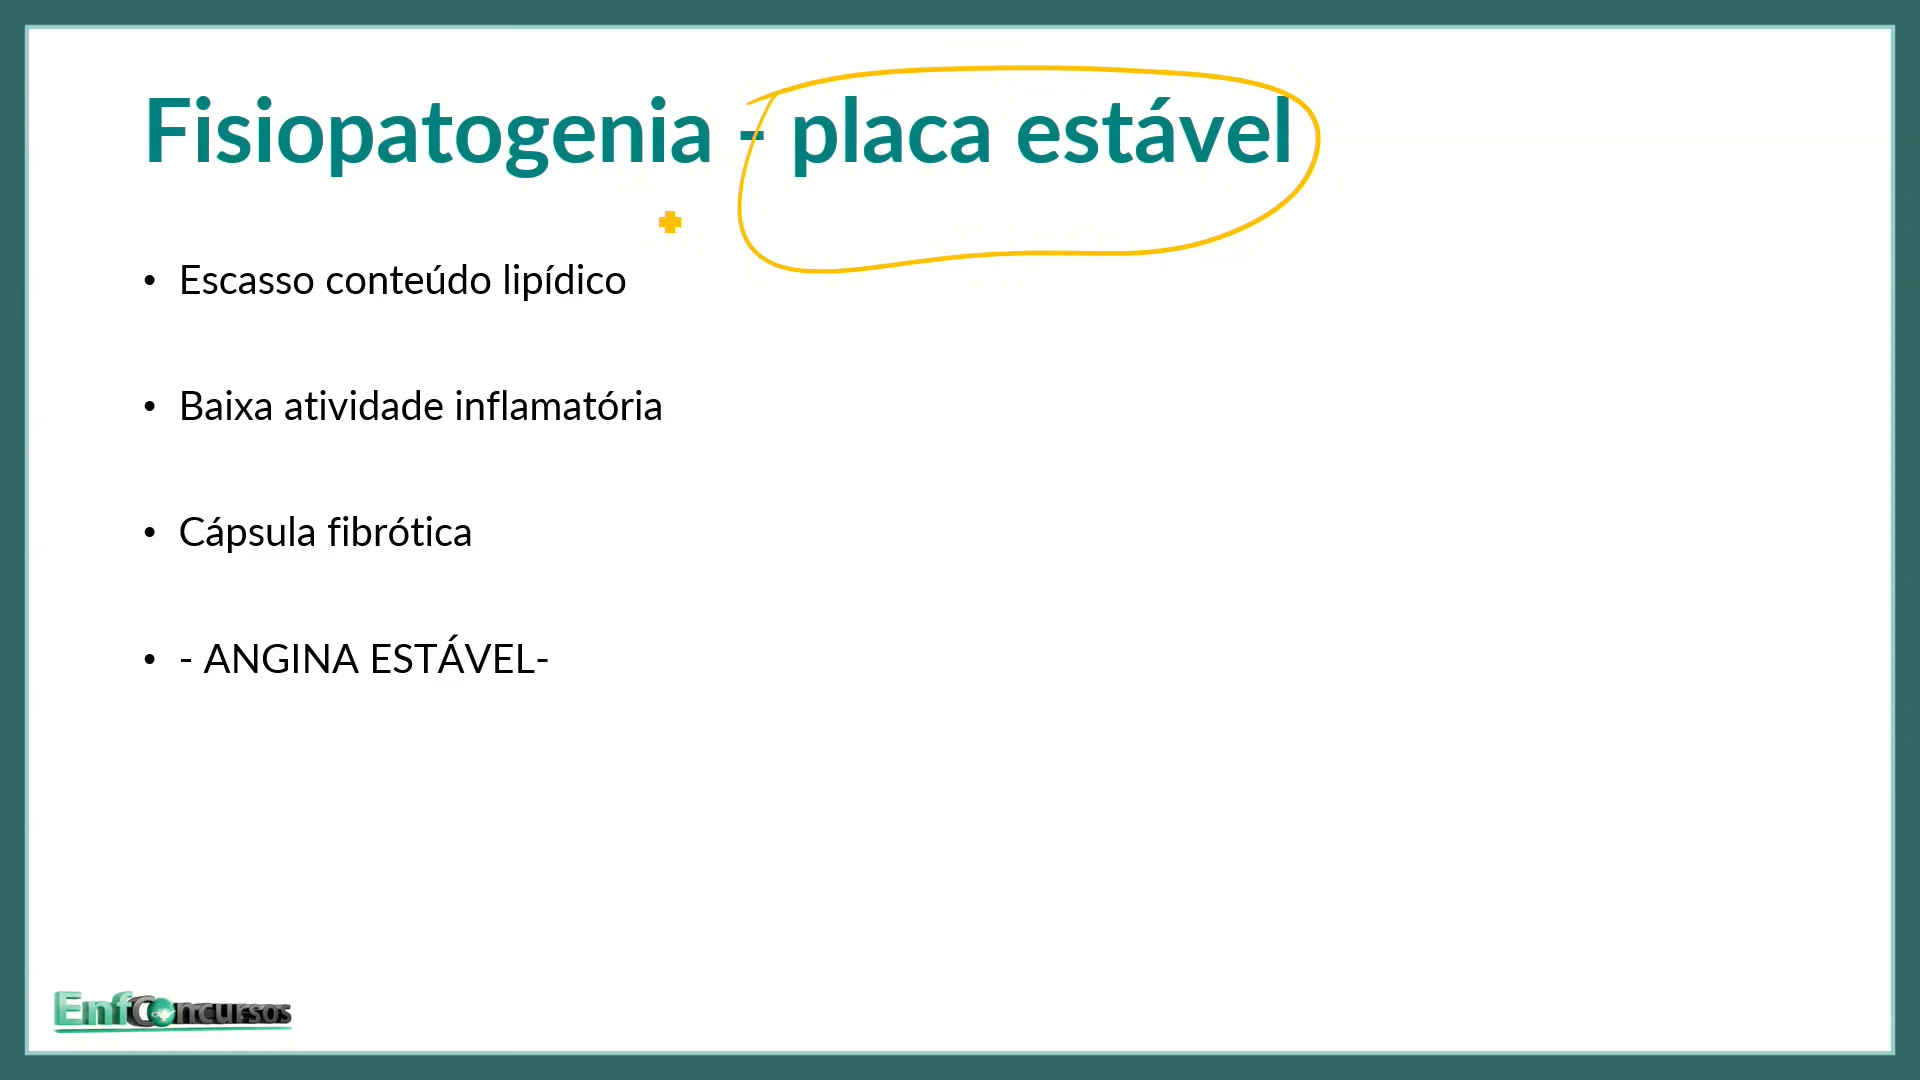 Fisiopatogenia - placa estável
• Escasso conteúdo lipídico
• Baixa atividade inflamatória
• Cápsula fibrótica
• - ANGINA ESTÁVEL-
EnfConcursos